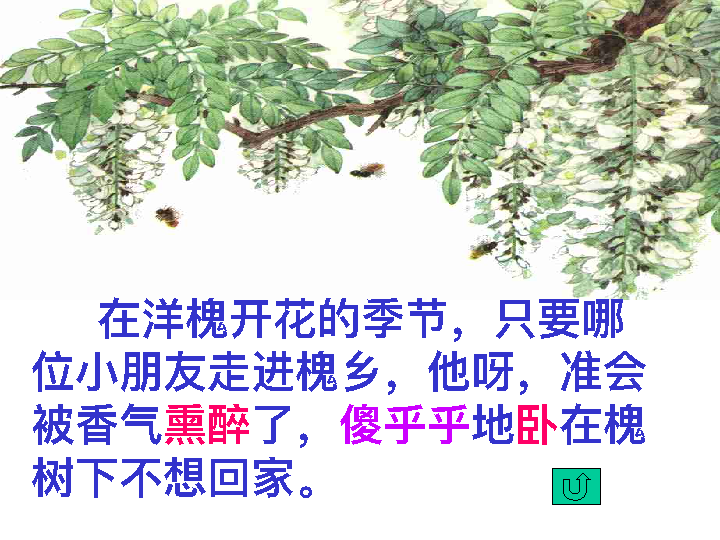 在洋槐开花的季节，只要哪
位小朋友走进槐乡，他呀，准会
被香气熏醉了，傻乎乎地卧在槐
树下不想回家。